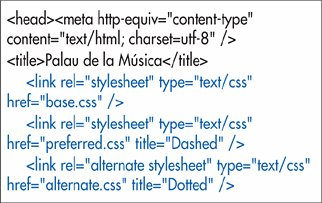 <head><meta http-equiv="content-type"
content="text/html; charset=utf-8" />
<title>Palau de la Música</title>
<link rel="stylesheet" type="text/css"
href="base.css" />
<link rel="stylesheet" type="text/css"
href="preferred.css" title="Dashed" />
<link rel="alternate stylesheet" type="text/css"
href="alternate.css" title="Dotted" />